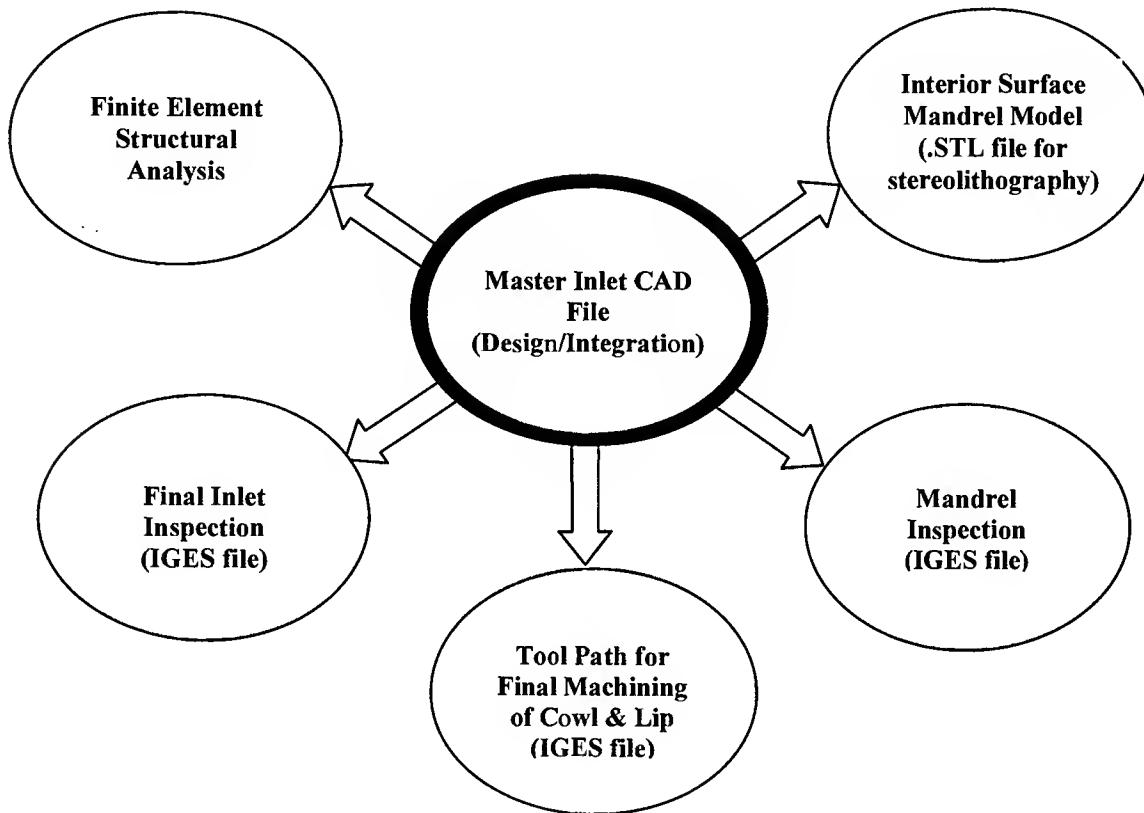 Finite Element
Structural
Analysis
Interior Surface
Mandrel Model
(.STL file for
stereolithography)
Master Inlet CAD
File
(Design/Integration)
Final Inlet
Inspection
(IGES file)
Mandrel
Inspection
(IGES file)
Tool Path for
Final Machining
of Cowl & Lip
(IGES file)